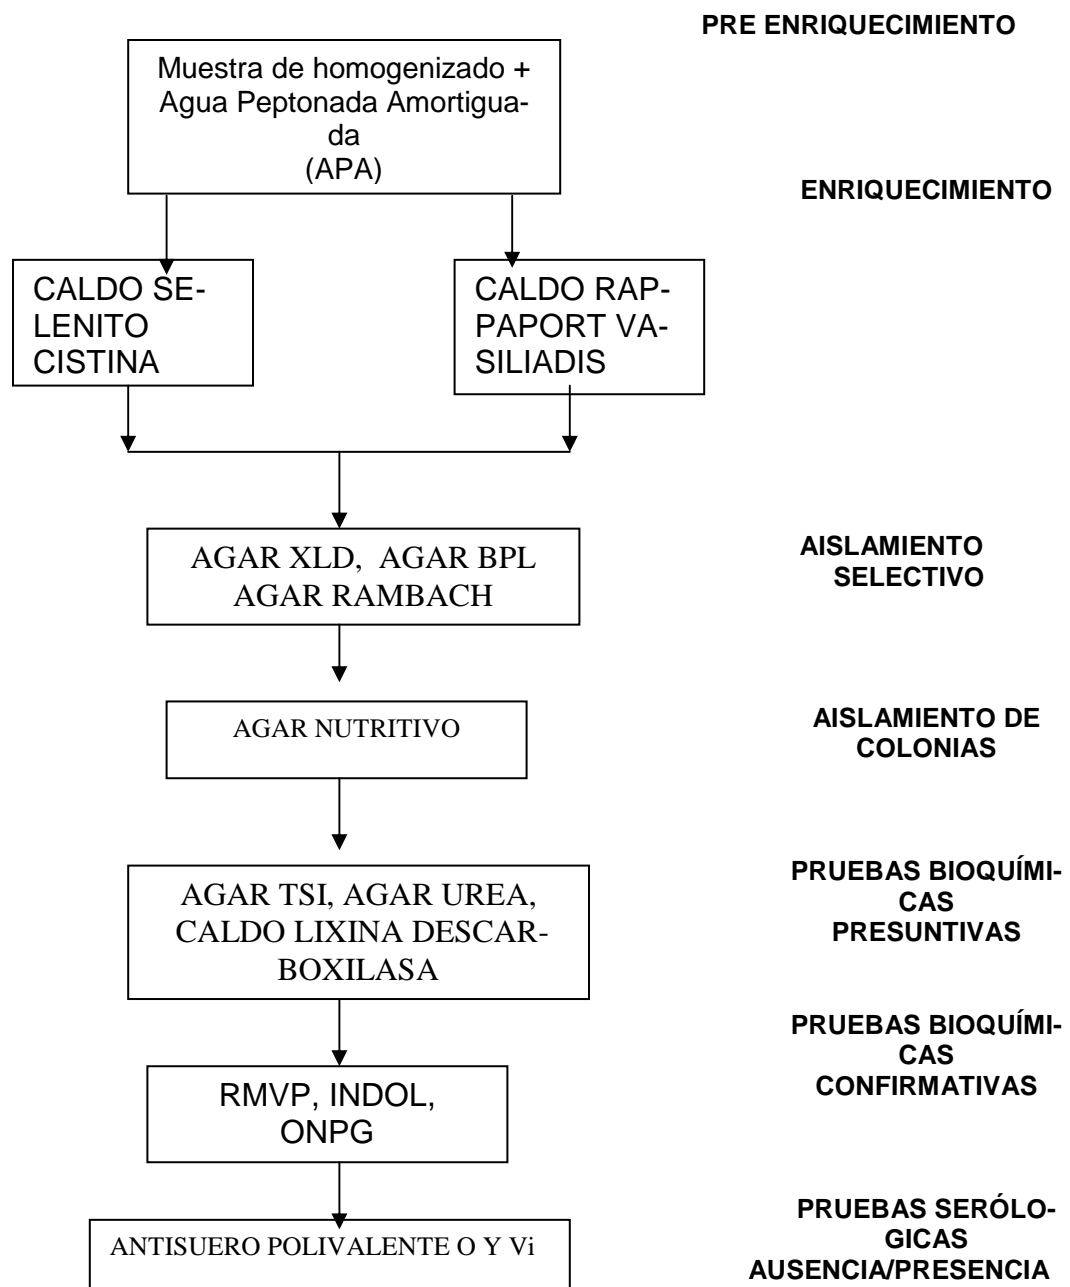 PRE ENRIQUECIMIENTO
Muestra de homogenizado +
Agua Peptonada Amortigua-
da
(APA)
ENRIQUECIMIENTO
CALDO SE-
LENITO
CISTINA
CALDO RAP-
PAPORT VA-
SILIADIS
AGAR XLD, AGAR BPL
AGAR RAMBACH
AISLAMIENTO
SELECTIVO
AGAR NUTRITIVO
AISLAMIENTO DE
COLONIAS
AGAR TSI, AGAR UREA,
CALDO LIXINA DESCAR-
BOXILASA
PRUEBAS BIOQUÍMI-
CAS
PRESUNTIVAS
RMVP, INDOL,
ONPG
PRUEBAS BIOQUÍMI-
CAS
CONFIRMATIVAS
ANTISUERO POLIVALENTE O Y Vi
PRUEBAS SERÓLO-
GICAS
AUSENCIA/PRESENCIA